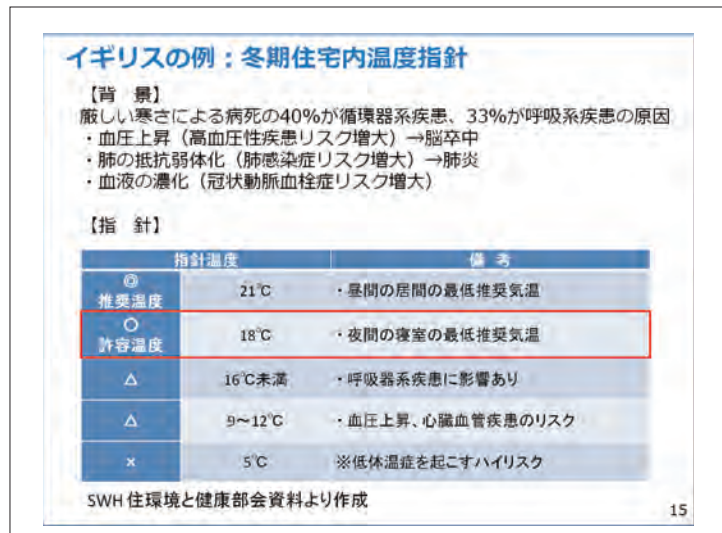 イギリスの例：冬期住宅内温度指針
【背　景】
厳しい寒さによる病死の40%が循環器系疾患、33%が呼吸系疾患の原因
・血圧上昇（高血圧性疾患リスク増大）→脳卒中
・肺の抵抗弱体化（肺感染症リスク増大）→肺炎
・血液の濃化（冠状動脈血栓症リスク増大）
【指　針】
指針温度　備 考
◎
推奨温度　21℃　・昼間の居間の最低推奨気温
○
許容温度　18℃　・夜間の寝室の最低推奨気温
△　16℃未満　・呼吸器系疾患に影響あり
△　9～12℃　・血圧上昇、心臓血管疾患のリスク
×　5℃　※低体温症を起こすハイリスク
SWH 住環境と健康部会資料より作成
15